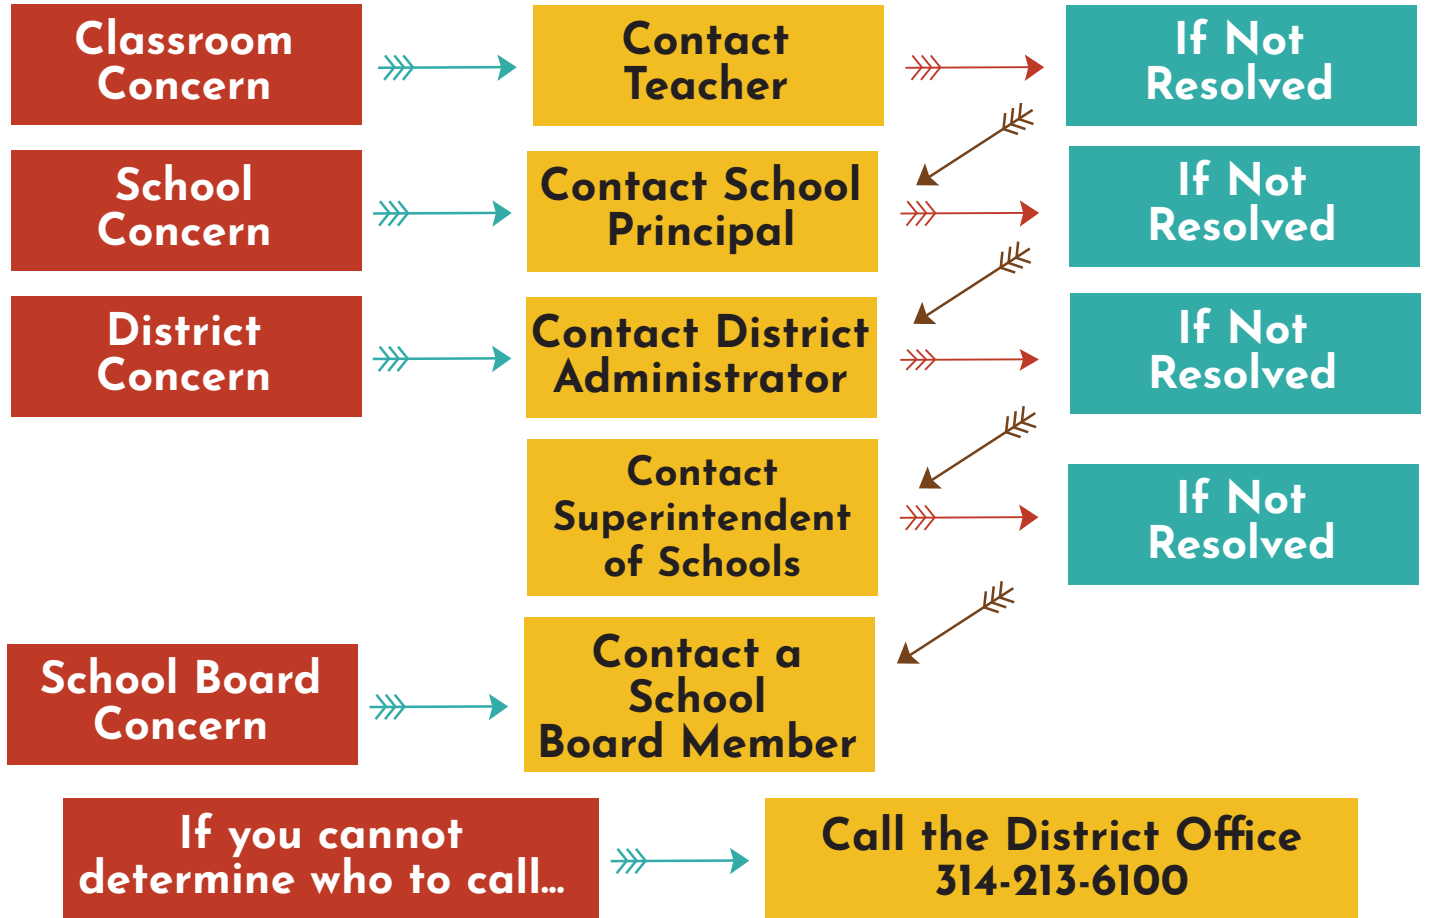 Classroom
Concern
Contact
Teacher
If Not
Resolved
School
Concern
Contact School
Principal
If Not
Resolved
District
Concern
Contact District
Administrator
If Not
Resolved
Contact
Superintendent
of Schools
If Not
Resolved
School Board
Concern
Contact a
School
Board Member
If you cannot
determine who to call...
Call the District Office
314-213-6100